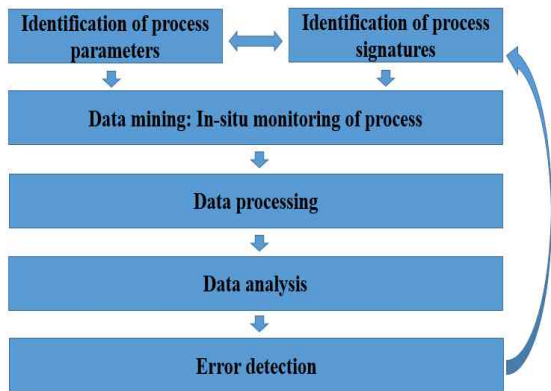 Identification of process
parameters
Identification of process
signatures
Data mining: In-situ monitoring of process
Data processing
Data analysis
Error detection